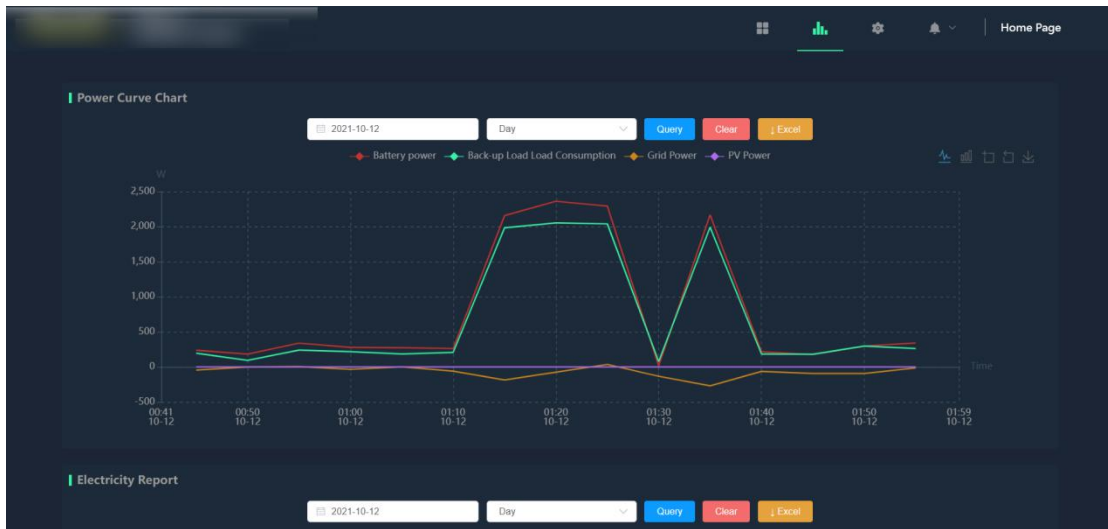 Home Page
Power Curve Chart
2021-10-12 Day Query Clear ↓ Excel
Battery power Back-up Load Load Consumption Grid Power PV Power
W
2,500
2,000
1,500
1,000
500
0 Time
-500
00:41 00:50 01:00 01:10 01:20 01:30 01:40 01:50 01:59
10-12 10-12 10-12 10-12 10-12 10-12 10-12 10-12 10-12
Electricity Report
2021-10-12 Day Query Clear ↓ Excel